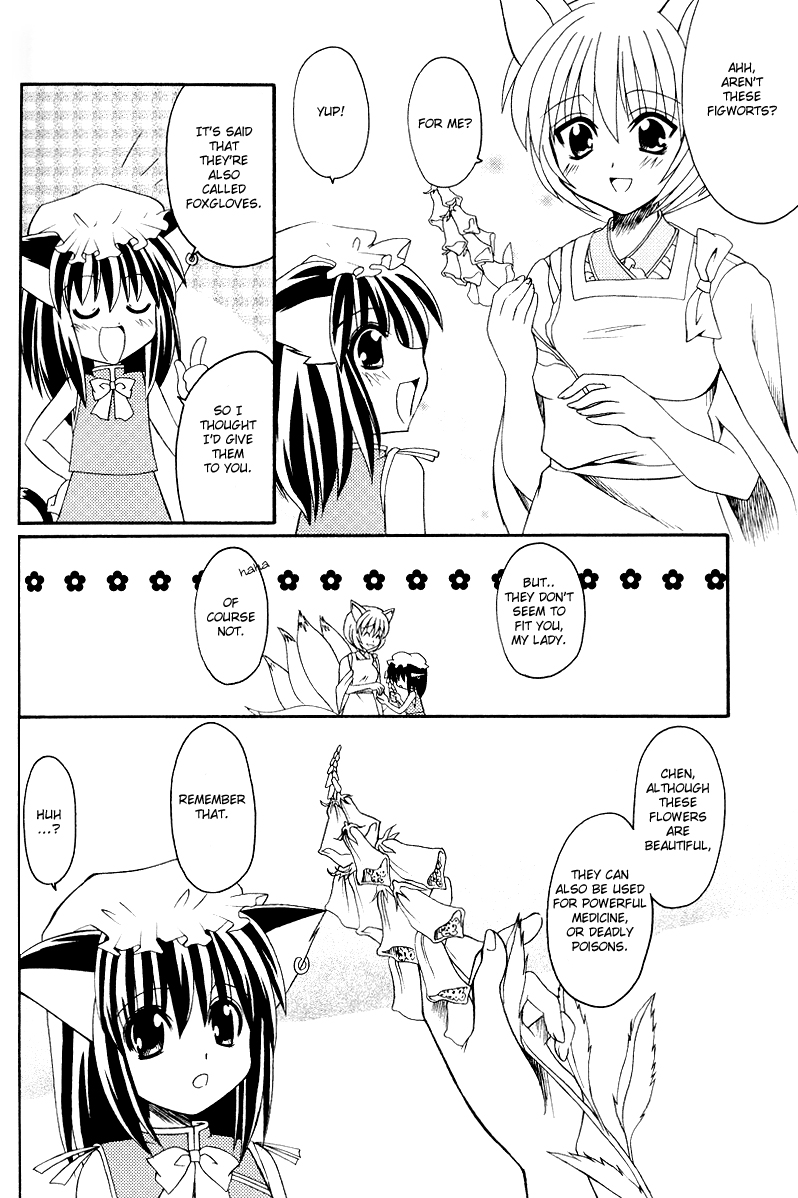 AHH,
AREN'T
THESE
FIGWORTS?
FOR ME?
YUP!
IT'S SAID
THAT
THEY'RE
ALSO
CALLED
FOXGLOVES.
SO I
THOUGHT
I'D GIVE
THEM
TO YOU.
BUT..
THEY DON'T
SEEM TO
FIT YOU,
MY LADY.
haha
OF
COURSE
NOT.
CHEN,
ALTHOUGH
THESE
FLOWERS
ARE
BEAUTIFUL,
THEY CAN
ALSO BE USED
FOR POWERFUL
MEDICINE,
OR DEADLY
POISONS.
REMEMBER
THAT.
HUH
...?